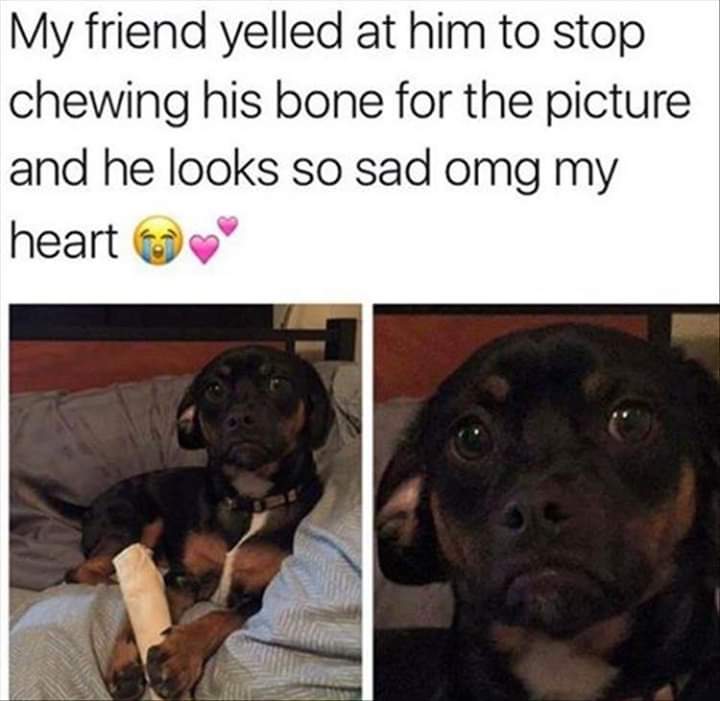 My friend yelled at him to stop
chewing his bone for the picture
and he looks so sad omg my
heart 😭💕